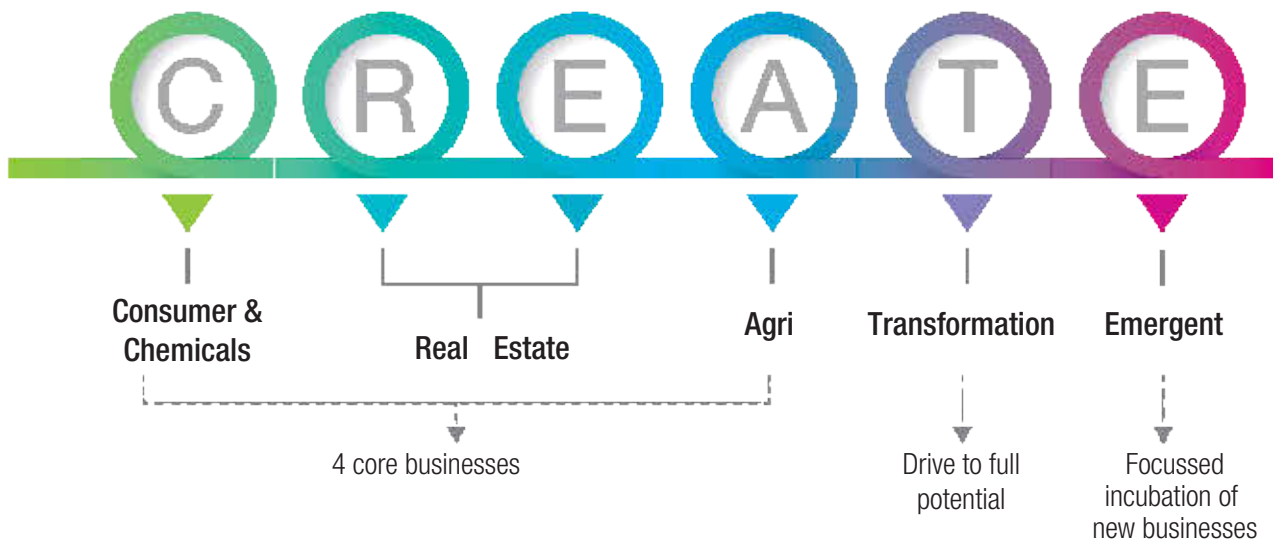 C R E A T E
Consumer &
Chemicals
Real Estate
Agri
Transformation
Emergent
4 core businesses
Drive to full
potential
Focussed
incubation of
new businesses